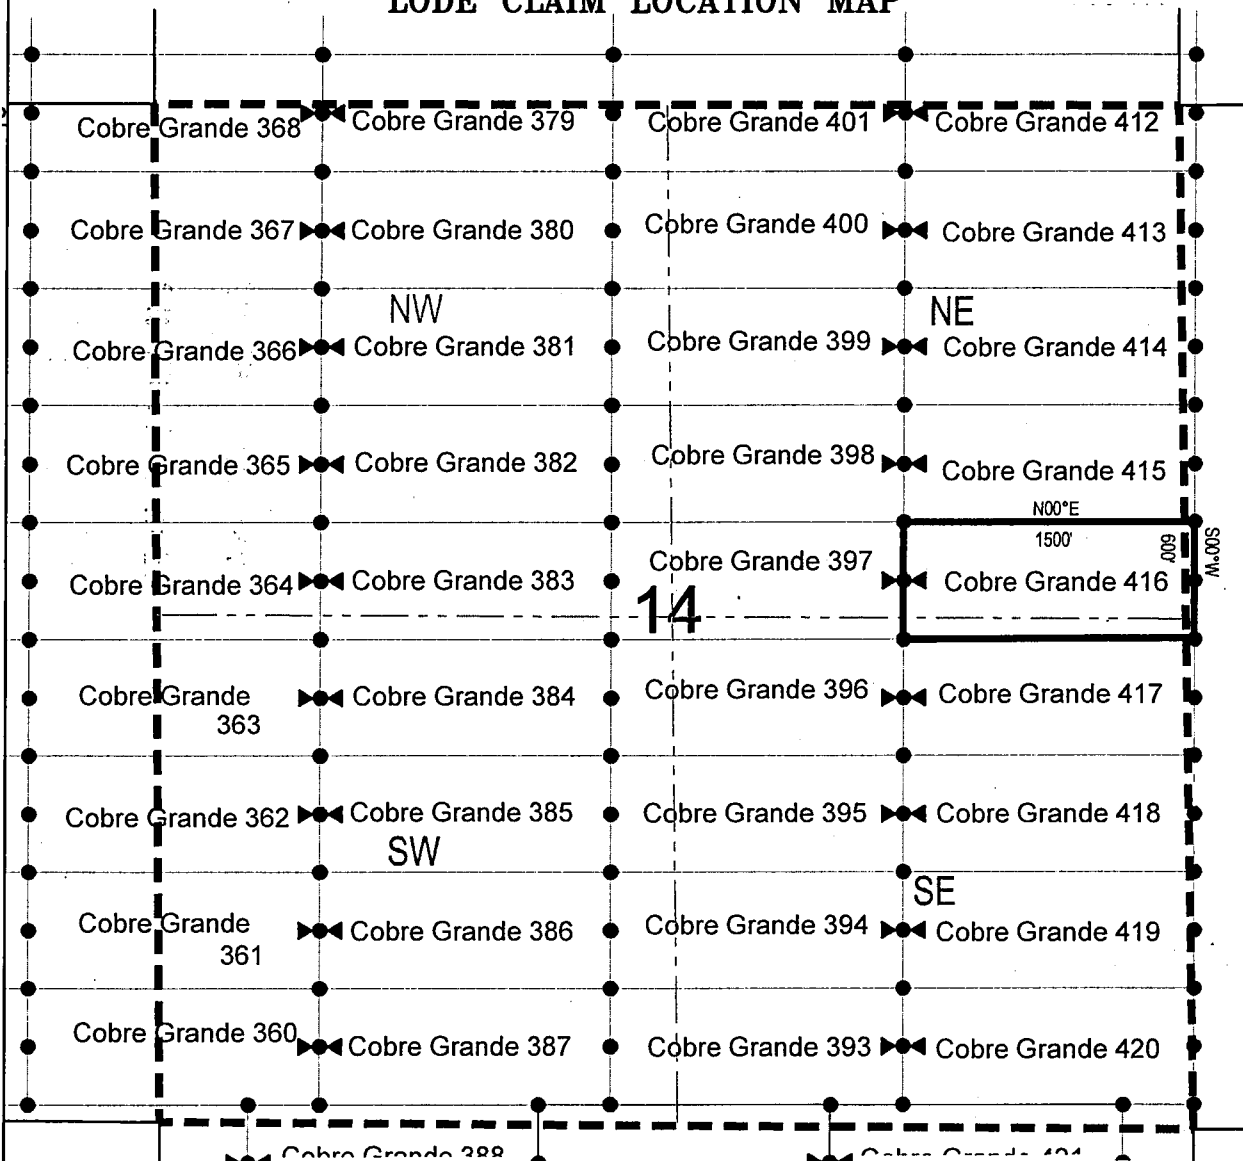 LODE CLAIM LOCATION MAP
Cobre Grande 368
Cobre Grande 379
Cobre Grande 401
Cobre Grande 412
Cobre Grande 367
Cobre Grande 380
Cobre Grande 400
Cobre Grande 413
NW
NE
Cobre Grande 366
Cobre Grande 381
Cobre Grande 399
Cobre Grande 414
Cobre Grande 365
Cobre Grande 382
Cobre Grande 398
Cobre Grande 415
N00°E
1500'
600'
S00°W
Cobre Grande 364
Cobre Grande 383
Cobre Grande 397
Cobre Grande 416
14
Cobre Grande
363
Cobre Grande 384
Cobre Grande 396
Cobre Grande 417
Cobre Grande 362
Cobre Grande 385
Cobre Grande 395
Cobre Grande 418
SW
SE
Cobre Grande
361
Cobre Grande 386
Cobre Grande 394
Cobre Grande 419
Cobre Grande 360
Cobre Grande 387
Cobre Grande 393
Cobre Grande 420
Cobre Grande 388
Cobre Grande 421